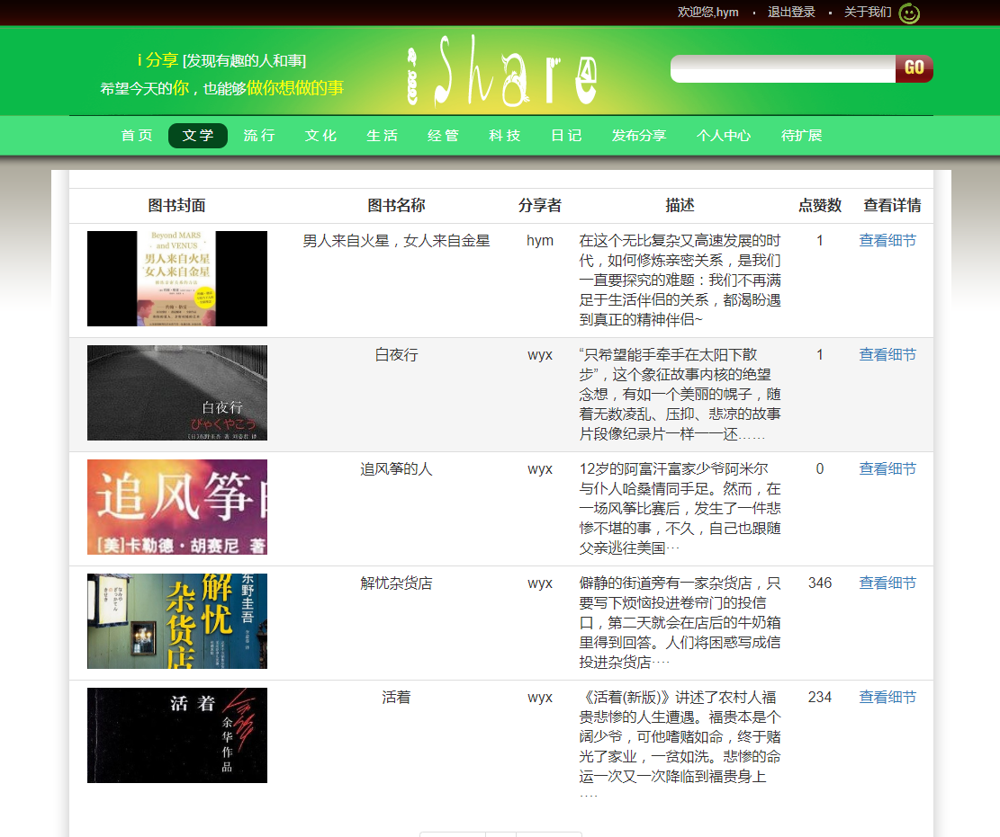 欢迎您,hym · 退出登录 · 关于我们
i 分享 [发现有趣的人和事]
希望今天的你，也能够做你想做的事
iShare
GO
首 页 文 学 流 行 文 化 生 活 经 管 科 技 日 记 发布分享 个人中心 待扩展
图书封面 图书名称 分享者 描述 点赞数 查看详情
Beyond MARS
and VENUS
男人来自火星
女人来自金星
男人来自火星，女人来自金星 hym 1 查看细节
在这个无比复杂又高速发展的时
代，如何修炼亲密关系，是我们
一直要探究的难题：我们不再满
足于生活伴侣的关系，都渴盼遇
到真正的精神伴侣~
白夜行
びゃくやこう
[日]东野圭吾 著 刘姿君 译
白夜行 wyx 1 查看细节
“只希望能手牵手在太阳下散
步”，这个象征故事内核的绝望
念想，有如一个美丽的幌子，随
着无数凌乱、压抑、悲凉的故事
片段像纪录片一样一一还……
追风筝
[美]卡勒德·胡赛尼 著
追风筝的人 wyx 0 查看细节
12岁的阿富汗富家少爷阿米尔
与仆人哈桑情同手足。然而，在
一场风筝比赛后，发生了一件悲
惨不堪的事，不久，自己也跟随
父亲逃往美国···
解忧
杂货店
东野圭吾
解忧杂货店 wyx 346 查看细节
僻静的街道旁有一家杂货店，只
要写下烦恼投进卷帘门的投信
口，第二天就会在店后的牛奶箱
里得到回答。人们将困惑写成信
投进杂货店····
活着
余华作品
活着 wyx 234 查看细节
《活着(新版)》讲述了农村人福
贵悲惨的人生遭遇。福贵本是个
阔少爷，可他嗜赌如命，终于赌
光了家业，一贫如洗。悲惨的命
运一次又一次降临到福贵身上
····